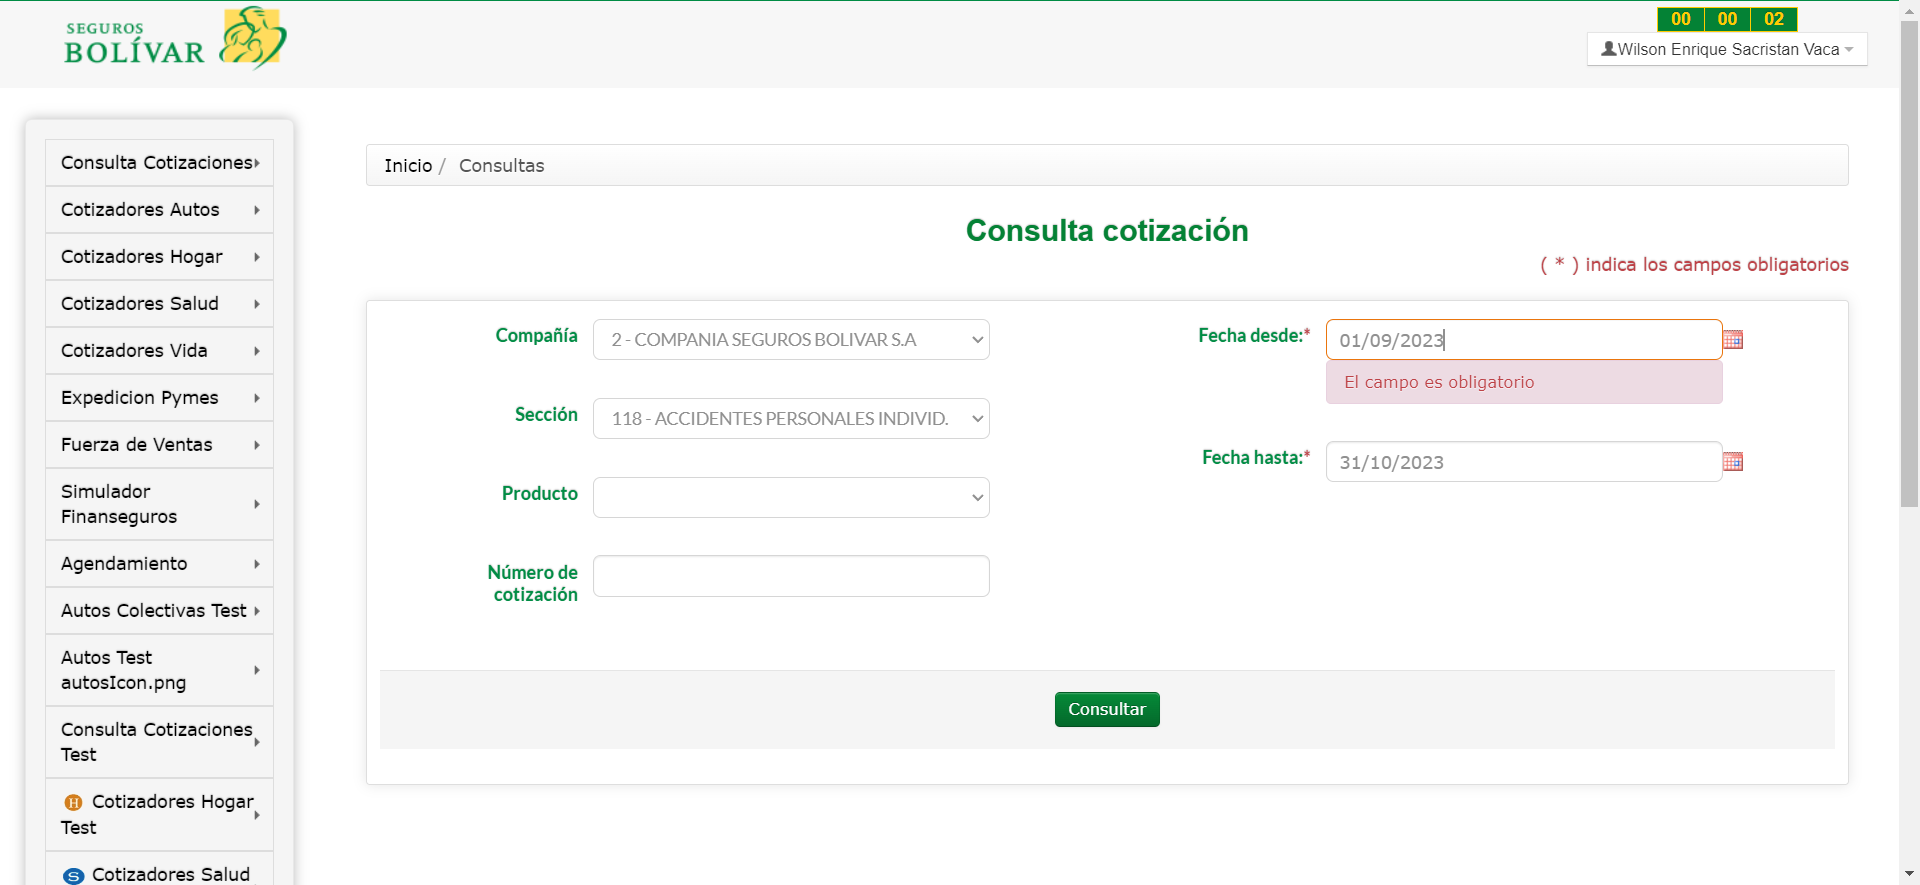 SEGUROS
BOLÍVAR
00 00 02
Wilson Enrique Sacristan Vaca
Consulta Cotizaciones
Cotizadores Autos
Cotizadores Hogar
Cotizadores Salud
Cotizadores Vida
Expedicion Pymes
Fuerza de Ventas
Simulador
Finanseguros
Agendamiento
Autos Colectivas Test
Autos Test
autosIcon.png
Consulta Cotizaciones
Test
H Cotizadores Hogar
Test
S Cotizadores Salud
Inicio / Consultas
Consulta cotización
( * ) indica los campos obligatorios
Compañía 2 - COMPANIA SEGUROS BOLIVAR S.A
Sección 118 - ACCIDENTES PERSONALES INDIVID.
Producto
Número de
cotización
Fecha desde:* 01/09/2023
El campo es obligatorio
Fecha hasta:* 31/10/2023
Consultar